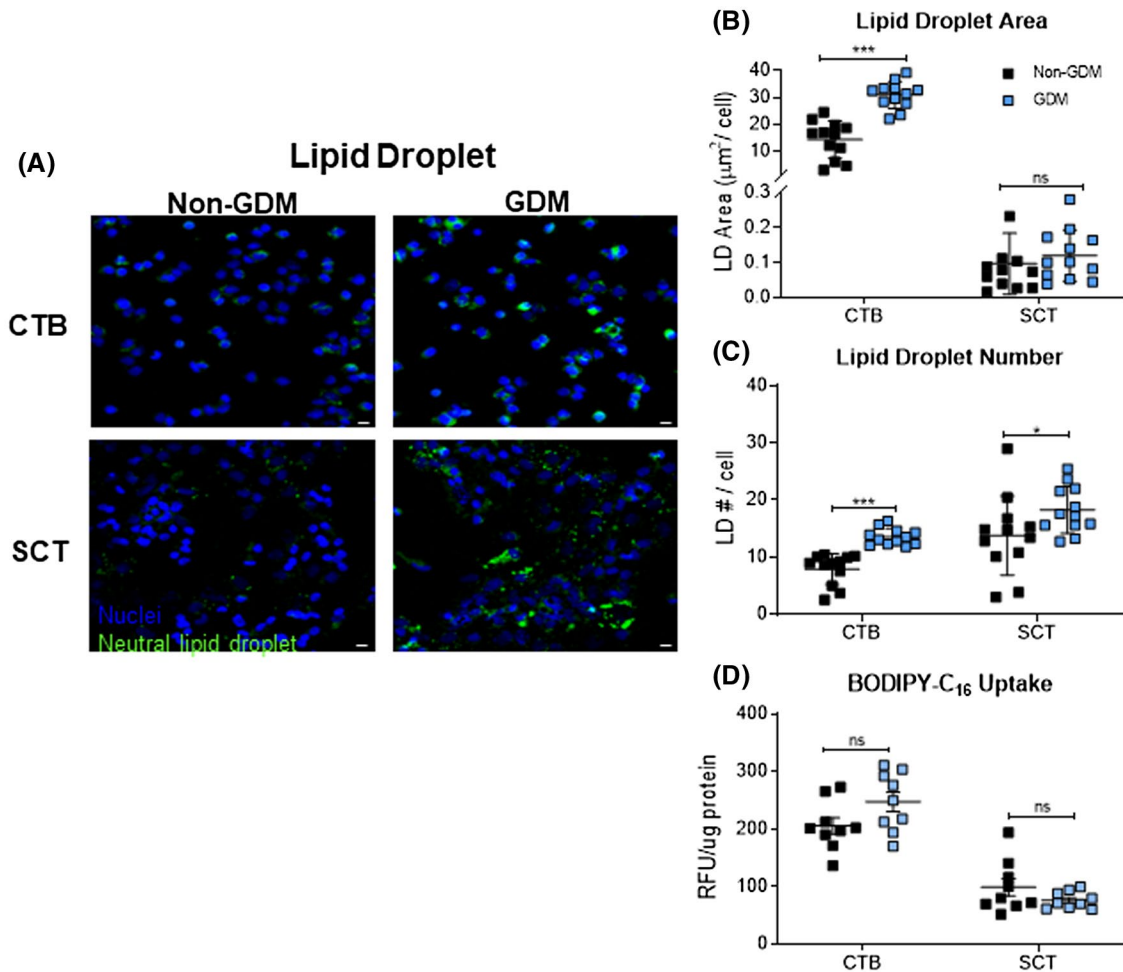 (A)
Lipid Droplet
Non-GDM GDM
CTB
SCT
Nuclei
Neutral lipid droplet
(B)
Lipid Droplet Area
***
Non-GDM
GDM
ns
LD Area (μm²/ cell)
40
30
20
10
0.3
0.2
0.1
0.0
CTB SCT
(C)
Lipid Droplet Number
***
*
LD # / cell
40
30
20
10
0
CTB SCT
(D)
BODIPY-C₁₆ Uptake
ns
ns
RFU/ug protein
400
300
200
100
0
CTB SCT